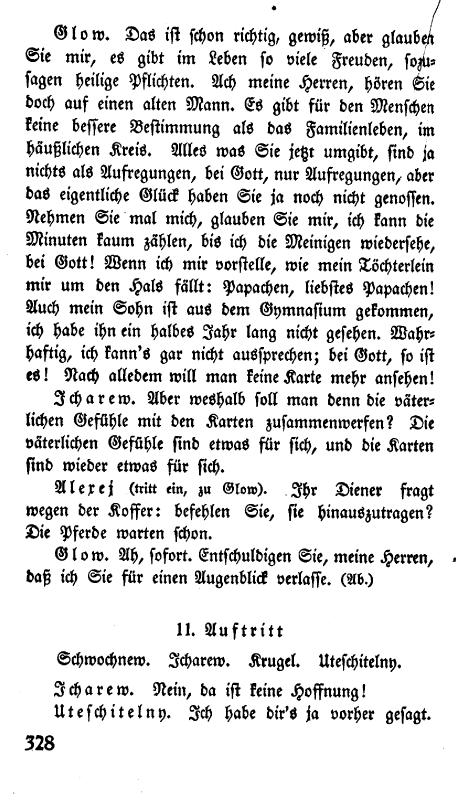 Glow. Das ist schon richtig, gewiß, aber glauben
Sie mir, es gibt im Leben so viele Freuden, sozu-
sagen heilige Pflichten. Ach meine Herren, hören Sie
doch auf einen alten Mann. Es gibt für den Menschen
keine bessere Bestimmung als das Familienleben, im
häußlichen Kreis. Alles was Sie jetzt umgibt, sind ja
nichts als Aufregungen, bei Gott, nur Aufregungen, aber
das eigentliche Glück haben Sie ja noch nicht genossen.
Nehmen Sie mal mich, glauben Sie mir, ich kann die
Minuten kaum zählen, bis ich die Meinigen wiedersehe,
bei Gott! Wenn ich mir vorstelle, wie mein Töchterlein
mir um den Hals fällt: Papachen, liebstes Papachen!
Auch mein Sohn ist aus dem Gymnasium gekommen,
ich habe ihn ein halbes Jahr lang nicht gesehen. Wahr-
haftig, ich kann's gar nicht aussprechen; bei Gott, so ist
es! Nach alledem will man keine Karte mehr ansehen!
Icharew. Aber weshalb soll man denn die väter-
lichen Gefühle mit den Karten zusammenwerfen? Die
väterlichen Gefühle sind etwas für sich, und die Karten
sind wieder etwas für sich.
Alexej (tritt ein, zu Glow). Ihr Diener fragt
wegen der Koffer: befehlen Sie, sie hinauszutragen?
Die Pferde warten schon.
Glow. Ah, sofort. Entschuldigen Sie, meine Herren,
daß ich Sie für einen Augenblick verlasse. (Ab.)
11. Auftritt
Schwochnew. Icharew. Krugel. Uteschitelny.
Icharew. Nein, da ist keine Hoffnung!
Uteschitelny. Ich habe dir's ja vorher gesagt.
328